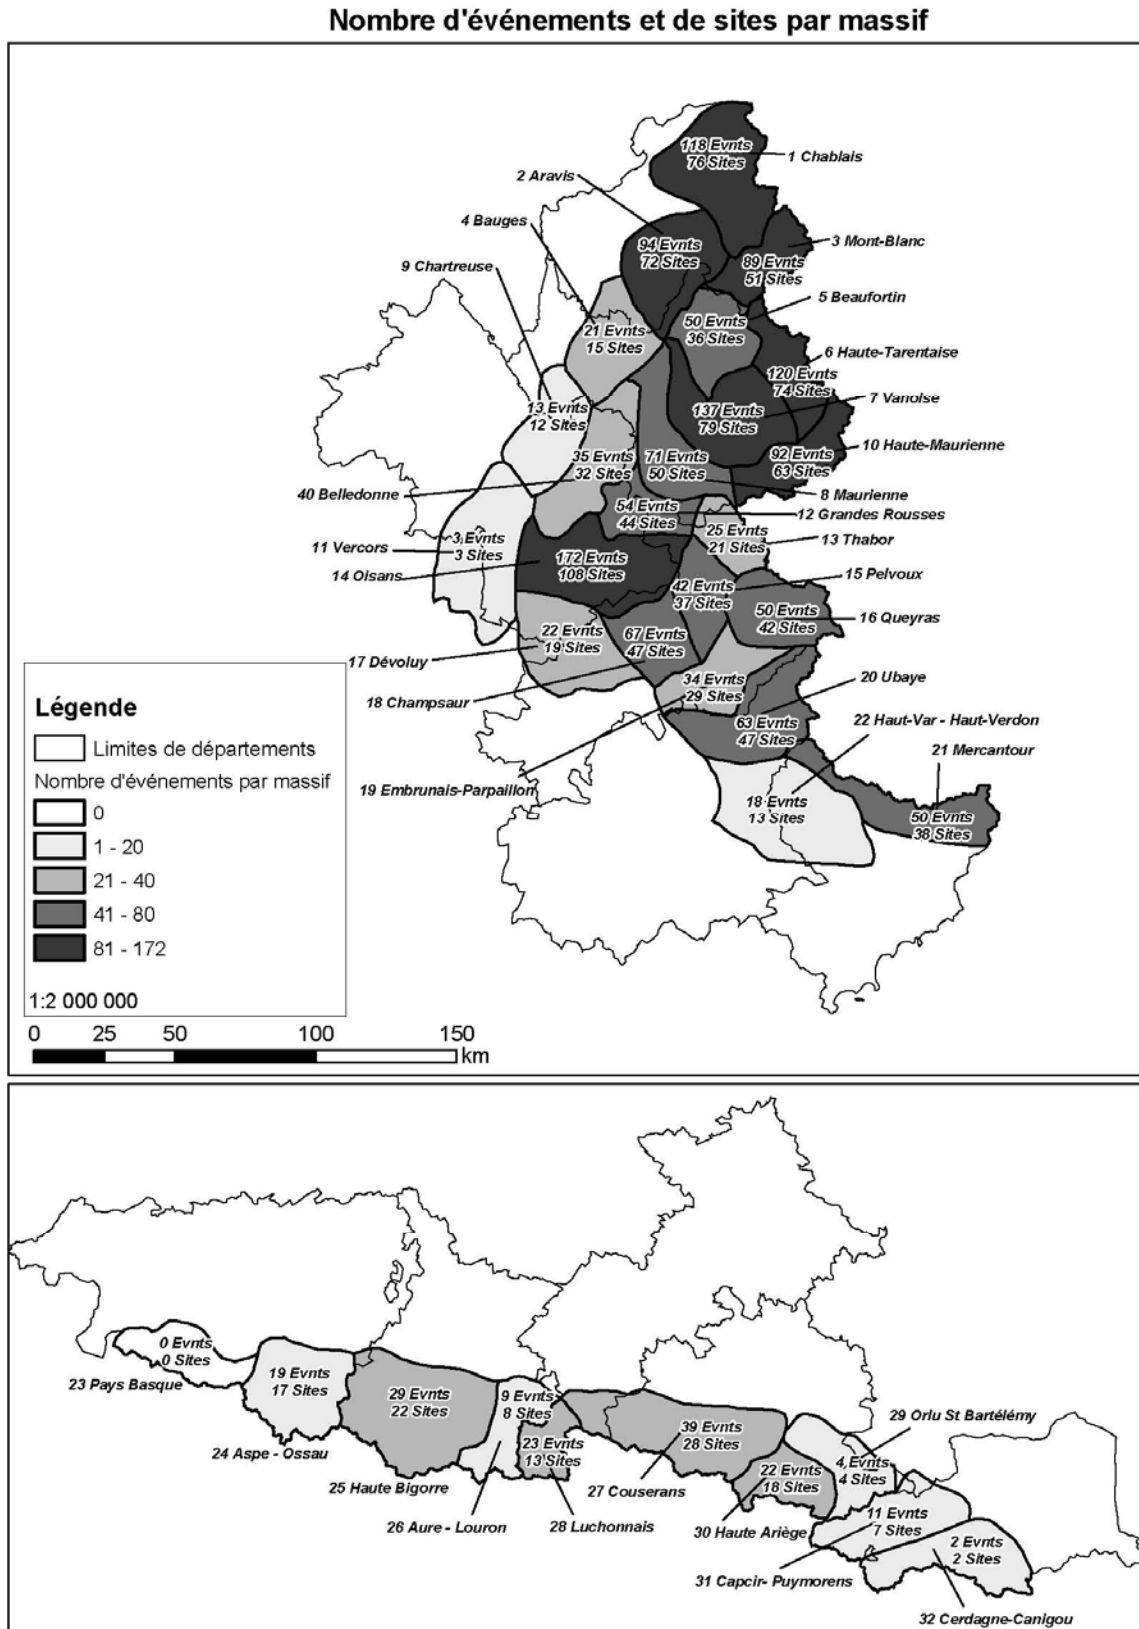 Nombre d'événements et de sites par massif
118 Evnts
76 Sites
1 Chablais
2 Aravis
4 Bauges
94 Evnts
72 Sites
3 Mont-Blanc
9 Chartreuse
89 Evnts
51 Sites
5 Beaufortin
21 Evnts
15 Sites
50 Evnts
36 Sites
6 Haute-Tarentaise
120 Evnts
74 Sites
7 Vanoise
13 Evnts
12 Sites
137 Evnts
79 Sites
10 Haute-Maurienne
35 Evnts
32 Sites
71 Evnts
50 Sites
92 Evnts
63 Sites
40 Belledonne
8 Maurienne
54 Evnts
44 Sites
12 Grandes Rousses
11 Vercors
3 Evnts
3 Sites
25 Evnts
21 Sites
13 Thabor
14 Oisans
172 Evnts
108 Sites
15 Pelvoux
42 Evnts
37 Sites
50 Evnts
42 Sites
16 Queyras
22 Evnts
19 Sites
67 Evnts
47 Sites
17 Dévoluy
18 Champsaur
34 Evnts
29 Sites
20 Ubaye
63 Evnts
47 Sites
22 Haut-Var - Haut-Verdon
21 Mercantour
19 Embrunais-Parpaillon
18 Evnts
13 Sites
50 Evnts
38 Sites
Légende
Limites de départements
Nombre d'événements par massif
0
1 - 20
21 - 40
41 - 80
81 - 172
1:2 000 000
0 25 50 100 150
km
0 Evnts
0 Sites
23 Pays Basque
19 Evnts
17 Sites
24 Aspe - Ossau
29 Evnts
22 Sites
25 Haute Bigorre
9 Evnts
8 Sites
26 Aure - Louron
23 Evnts
13 Sites
28 Luchonnais
39 Evnts
28 Sites
27 Couserans
29 Orlu St Bartélémy
4 Evnts
4 Sites
22 Evnts
18 Sites
30 Haute Ariège
11 Evnts
7 Sites
31 Capcir- Puymorens
2 Evnts
2 Sites
32 Cerdagne-Canigou